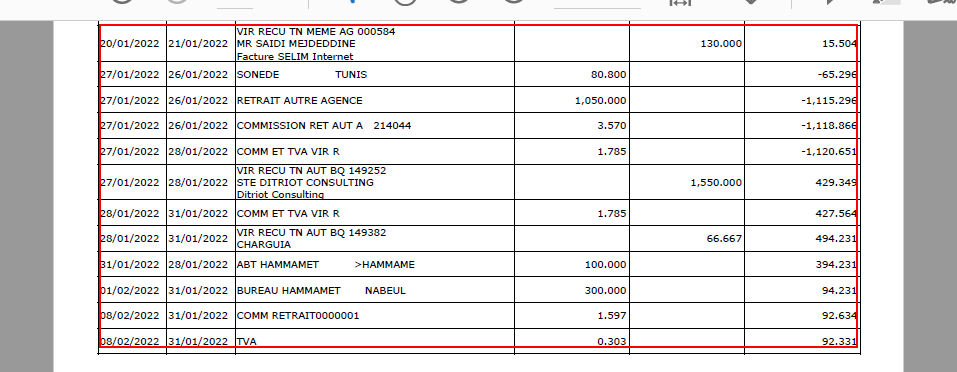 VIR RECU TN MEME AG 000584
20/01/2022 21/01/2022 MR SAIDI MEJDEDDINE 130.000 15.504
Facture SELIM Internet
27/01/2022 26/01/2022 SONEDE TUNIS 80.800 -65.296
27/01/2022 26/01/2022 RETRAIT AUTRE AGENCE 1,050.000 -1,115.296
27/01/2022 26/01/2022 COMMISSION RET AUT A 214044 3.570 -1,118.866
27/01/2022 28/01/2022 COMM ET TVA VIR R 1.785 -1,120.651
VIR RECU TN AUT BQ 149252
27/01/2022 28/01/2022 STE DITRIOT CONSULTING 1,550.000 429.349
Ditriot Consulting
28/01/2022 31/01/2022 COMM ET TVA VIR R 1.785 427.564
VIR RECU TN AUT BQ 149382
28/01/2022 31/01/2022 CHARGUIA 66.667 494.231
31/01/2022 28/01/2022 ABT HAMMAMET >HAMMAME 100.000 394.231
01/02/2022 31/01/2022 BUREAU HAMMAMET NABEUL 300.000 94.231
08/02/2022 31/01/2022 COMM RETRAIT0000001 1.597 92.634
08/02/2022 31/01/2022 TVA 0.303 92.331